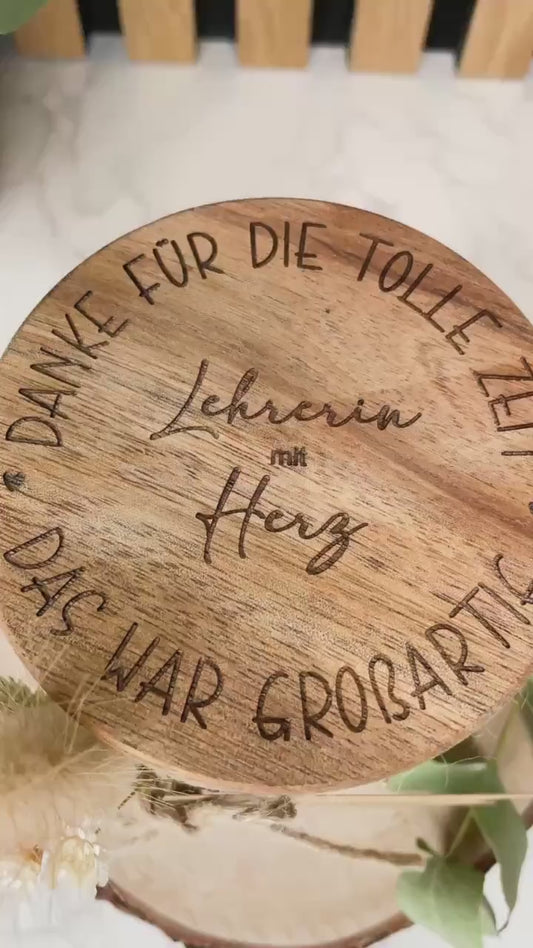 DANKE FÜR DIE TOLLE ZEIT
Lehrerin
mit
Herz
DAS WAR GROßARTIG